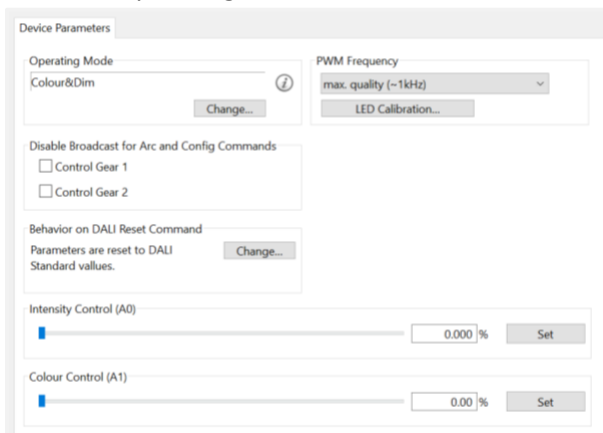 Device Parameters
Operating Mode
Colour&Dim
i
Change...
PWM Frequency
max. quality (~1kHz)
LED Calibration...
Disable Broadcast for Arc and Config Commands
Control Gear 1
Control Gear 2
Behavior on DALI Reset Command
Parameters are reset to DALI
Standard vallues.
Change...
Intensity Control (A0)
0.000 %
Set
Colour Control (A1)
0.00 %
Set